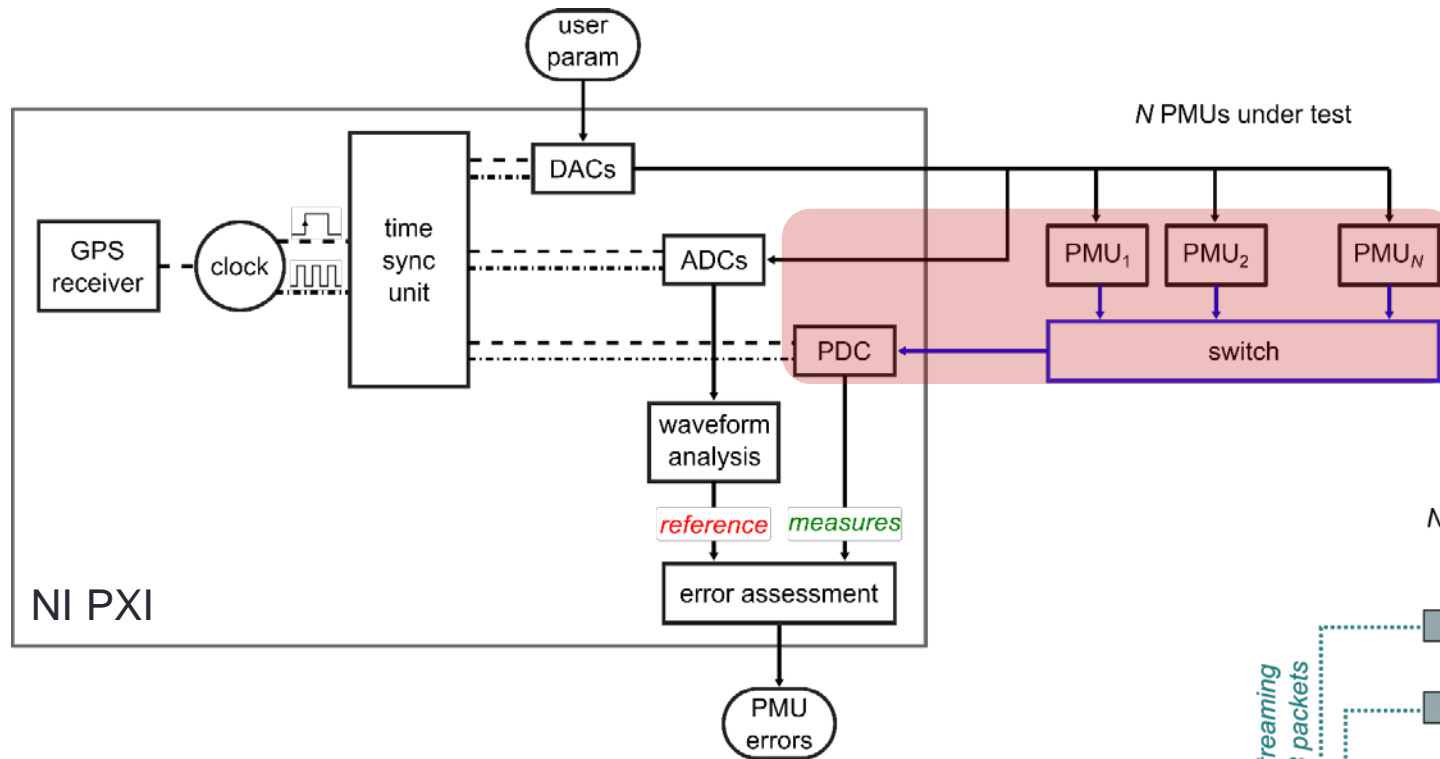 user
param
N PMUs under test
DACs
GPS
receiver
clock
time
sync
unit
ADCs
PMU1
PMU2
PMUN
PDC
switch
waveform
analysis
reference
measures
error assessment
NI PXI
PMU
errors
N
packets